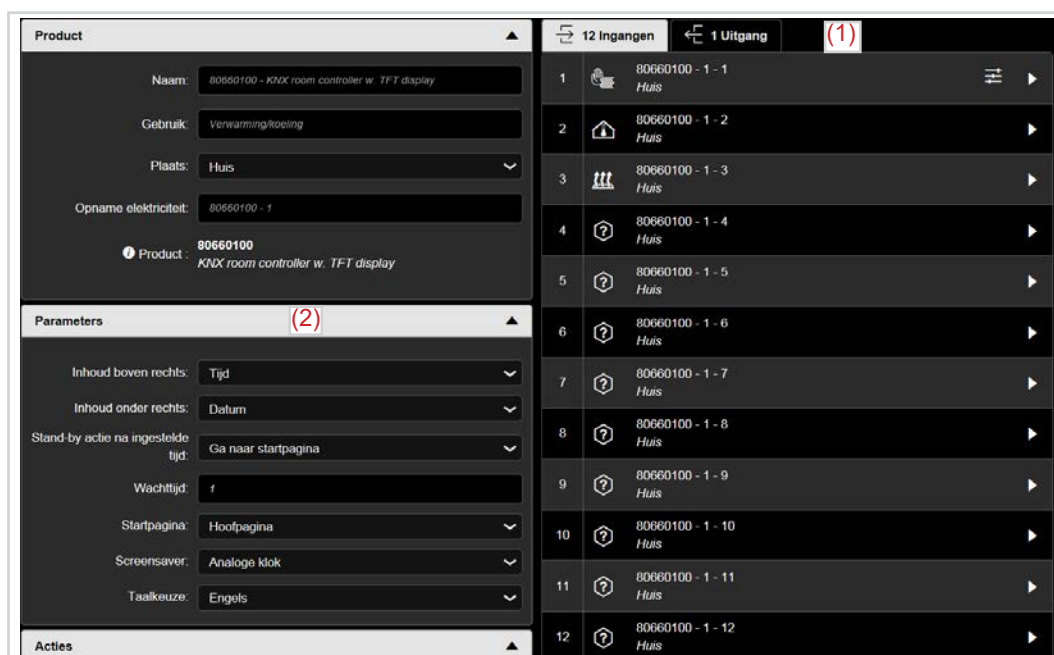 Product
Naam: 80660100 - KNX room controller w. TFT display
Gebruik: Verwarming/koeling
Plaats: Huis
Opname elektriciteit: 80660100 - 1
Product : 80660100
KNX room controller w. TFT display
Parameters (2)
Inhoud boven rechts: Tijd
Inhoud onder rechts: Datum
Stand-by actie na ingestelde
tijd: Ga naar startpagina
Wachttijd: 1
Startpagina: Hoofpagina
Screensaver: Analoge klok
Taalkeuze: Engels
Acties
12 Ingangen 1 Uitgang (1)
1 80660100 - 1 - 1
Huis
2 80660100 - 1 - 2
Huis
3 80660100 - 1 - 3
Huis
4 80660100 - 1 - 4
Huis
5 80660100 - 1 - 5
Huis
6 80660100 - 1 - 6
Huis
7 80660100 - 1 - 7
Huis
8 80660100 - 1 - 8
Huis
9 80660100 - 1 - 9
Huis
10 80660100 - 1 - 10
Huis
11 80660100 - 1 - 11
Huis
12 80660100 - 1 - 12
Huis